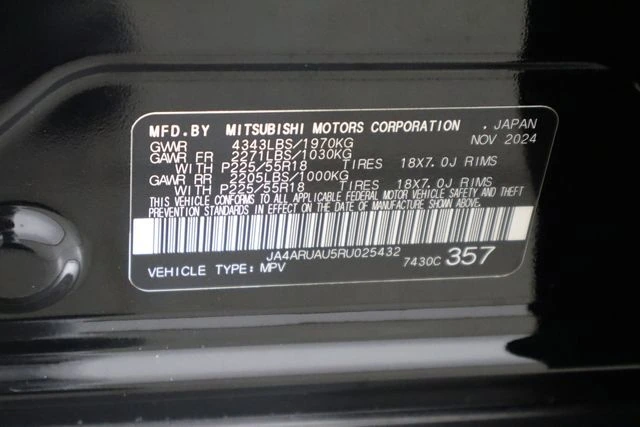 MFD.BY MITSUBISHI MOTORS CORPORATION . JAPAN
GVWR 4343LBS/1970KG NOV 2024
GAWR FR 2271LBS/1030KG
WITH P225/55R18 TIRES 18X7.0J RIMS
GAWR RR 2205LBS/1000KG
WITH P225/55R18 TIRES 18X7.0J RIMS
THIS VEHICLE CONFORMS TO ALL APPLICABLE FEDERAL MOTOR VEHICLE SAFETY AND THEFT
PREVENTION STANDARDS IN EFFECT ON THE DATE OF MANUFACTURE SHOWN ABOVE.
JA4ARUAU5RU025432
VEHICLE TYPE: MPV 7430C 357